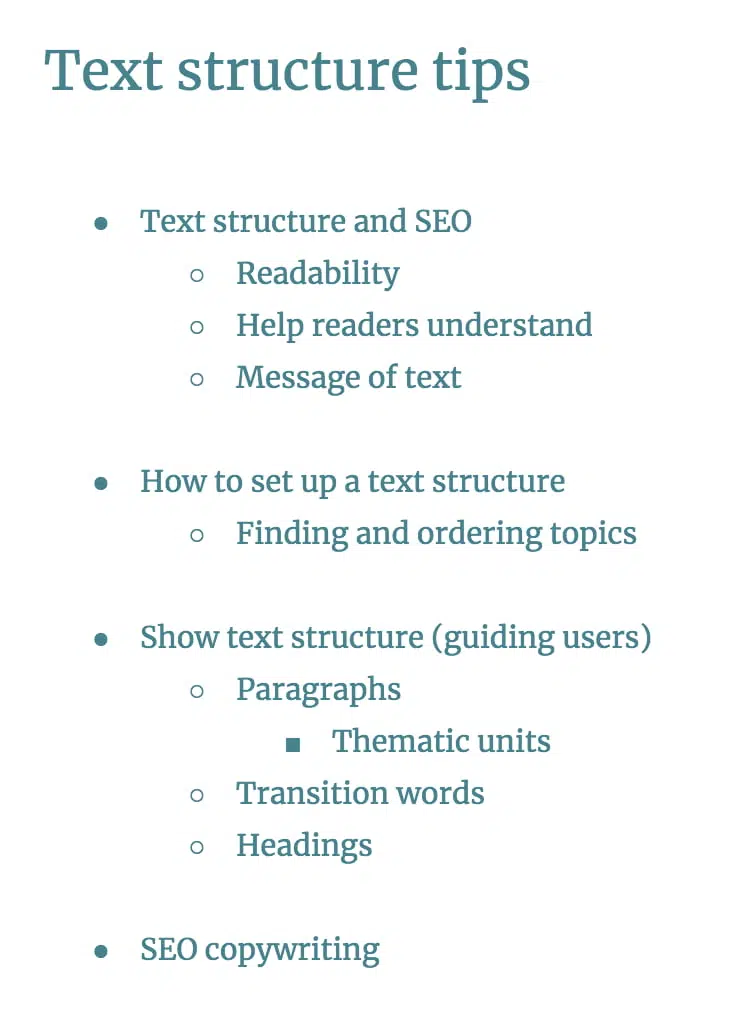 Text structure tips
● Text structure and SEO
○ Readability
○ Help readers understand
○ Message of text
● How to set up a text structure
○ Finding and ordering topics
● Show text structure (guiding users)
○ Paragraphs
■ Thematic units
○ Transition words
○ Headings
● SEO copywriting